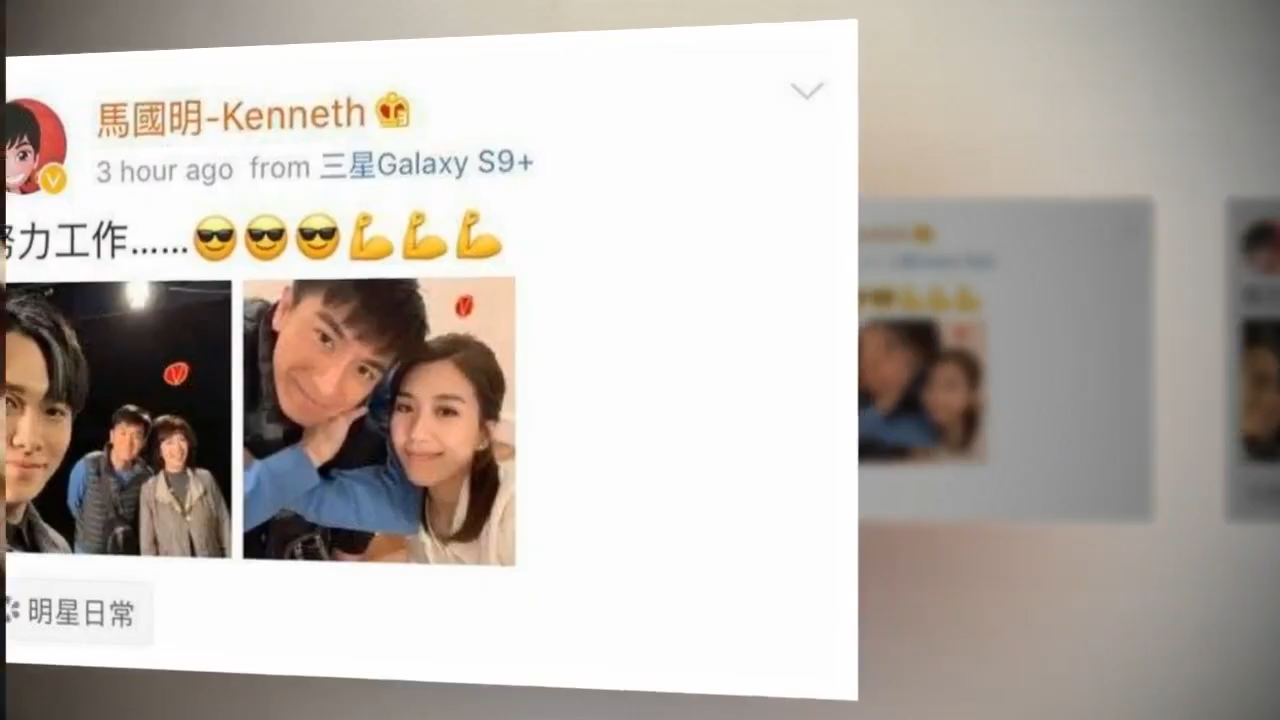 馬國明-Kenneth
3 hour ago from 三星Galaxy S9+
努力工作......😎😎😎💪💪💪
明星日常